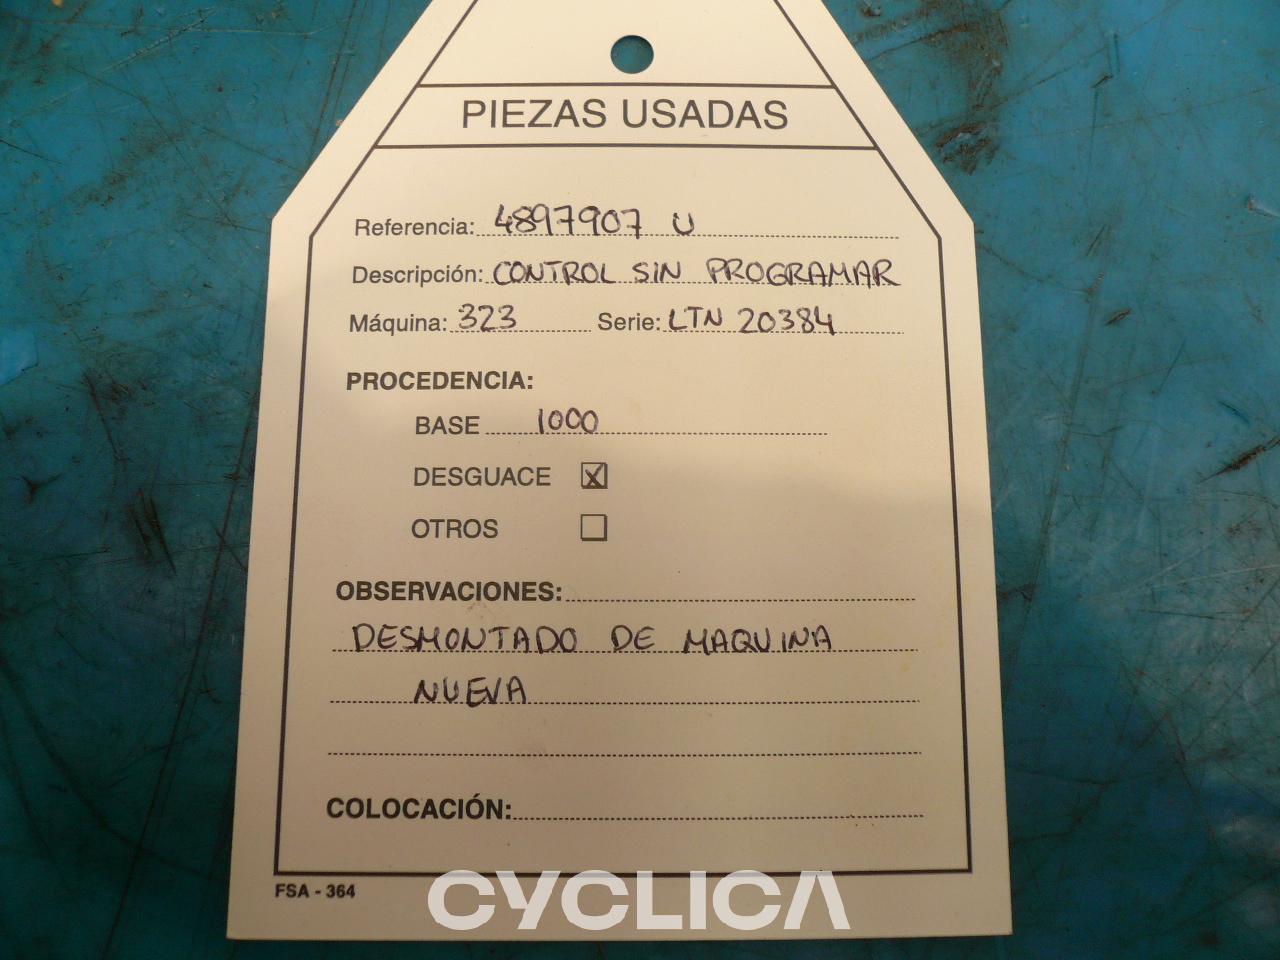 PIEZAS USADAS
Referencia: 4897907 U
Descripción: CONTROL SIN PROGRAMAR
Máquina: 323 Serie: LTN 20384
PROCEDENCIA:
BASE 1000
DESGUACE X
OTROS
OBSERVACIONES:
DESMONTADO DE MAQUINA
NUEVA
COLOCACIÓN:
FSA - 364
CYCLICA